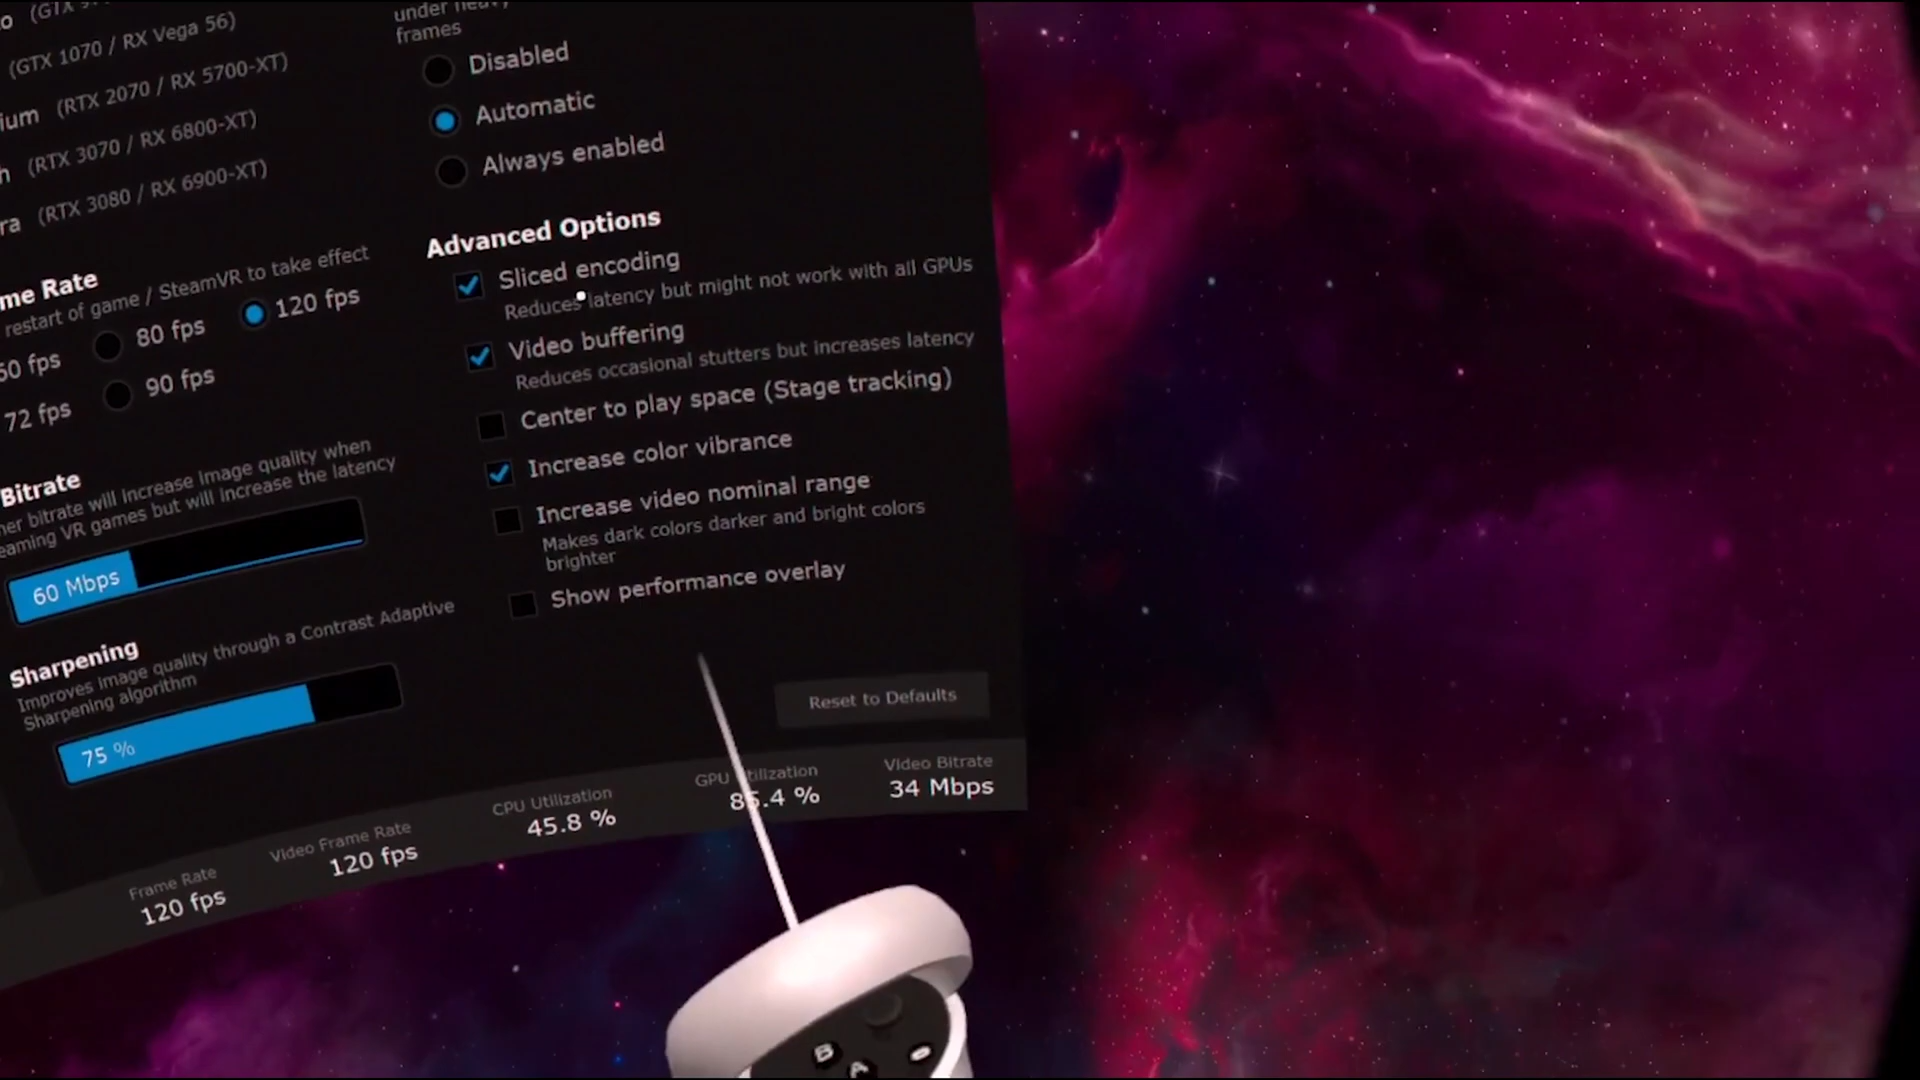 (GTX 1070 / RX Vega 56)
(RTX 2070 / RX 5700-XT)
(RTX 3070 / RX 6800-XT)
(RTX 3080 / RX 6900-XT)
restart of game / SteamVR to take effect
80 fps
120 fps
72 fps
90 fps
Bitrate
bitrate will increase image quality when
VR games but will increase the latency
60 Mbps
Sharpening
Improves image quality through a Contrast Adaptive
Sharpening algorithm
75 %
under
frames
Disabled
Automatic
Always enabled
Advanced Options
Sliced encoding
Reduces latency but might not work with all GPUs
Video buffering
Reduces occasional stutters but increases latency
Center to play space (Stage tracking)
Increase color vibrance
Increase video nominal range
Makes dark colors darker and bright colors
brighter
Show performance overlay
Reset to Defaults
Frame Rate
120 fps
Video Frame Rate
120 fps
CPU Utilization
45.8 %
GPU Utilization
%
Video Bitrate
34 Mbps
B
A